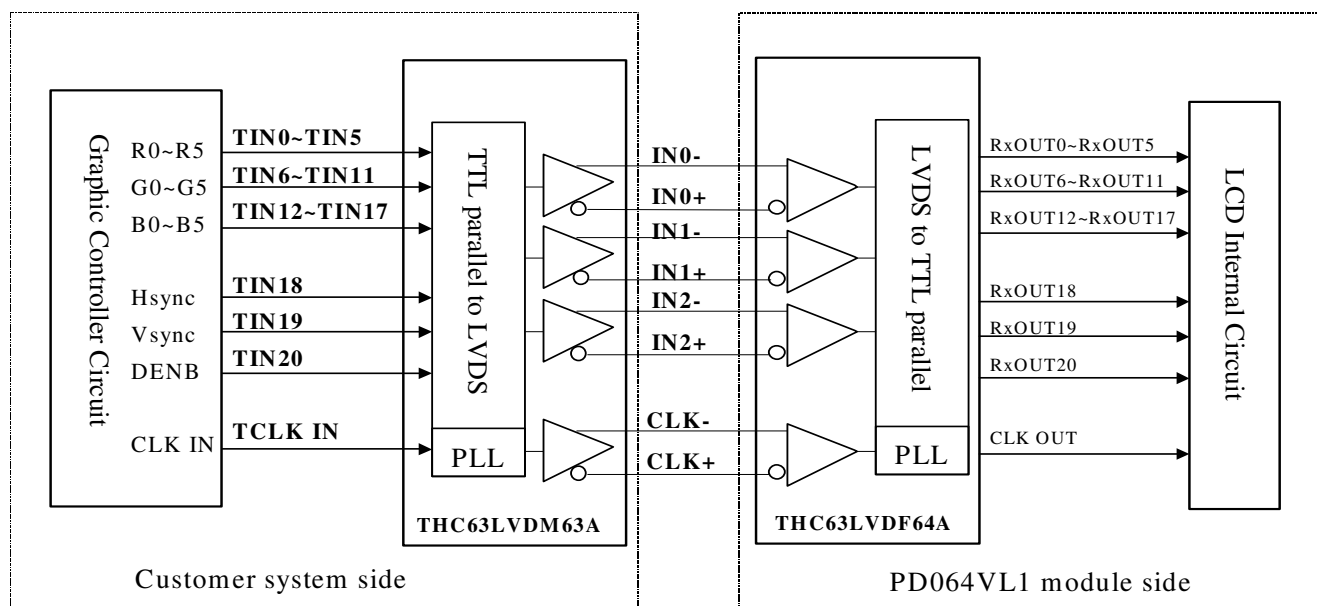 Graphic Controller Circuit
R0~R5
G0~G5
B0~B5
Hsync
Vsync
DENB
CLK IN
TIN0~TIN5
TIN6~TIN11
TIN12~TIN17
TIN18
TIN19
TIN20
TCLK IN
TTL parallel to LVDS
PLL
THC63LVDM63A
Customer system side
IN0-
IN0+
IN1-
IN1+
IN2-
IN2+
CLK-
CLK+
LVDS to TTL parallel
PLL
THC63LVDF64A
RxOUT0~RxOUT5
RxOUT6~RxOUT11
RxOUT12~RxOUT17
RxOUT18
RxOUT19
RxOUT20
CLK OUT
LCD Internal Circuit
PD064VL1 module side